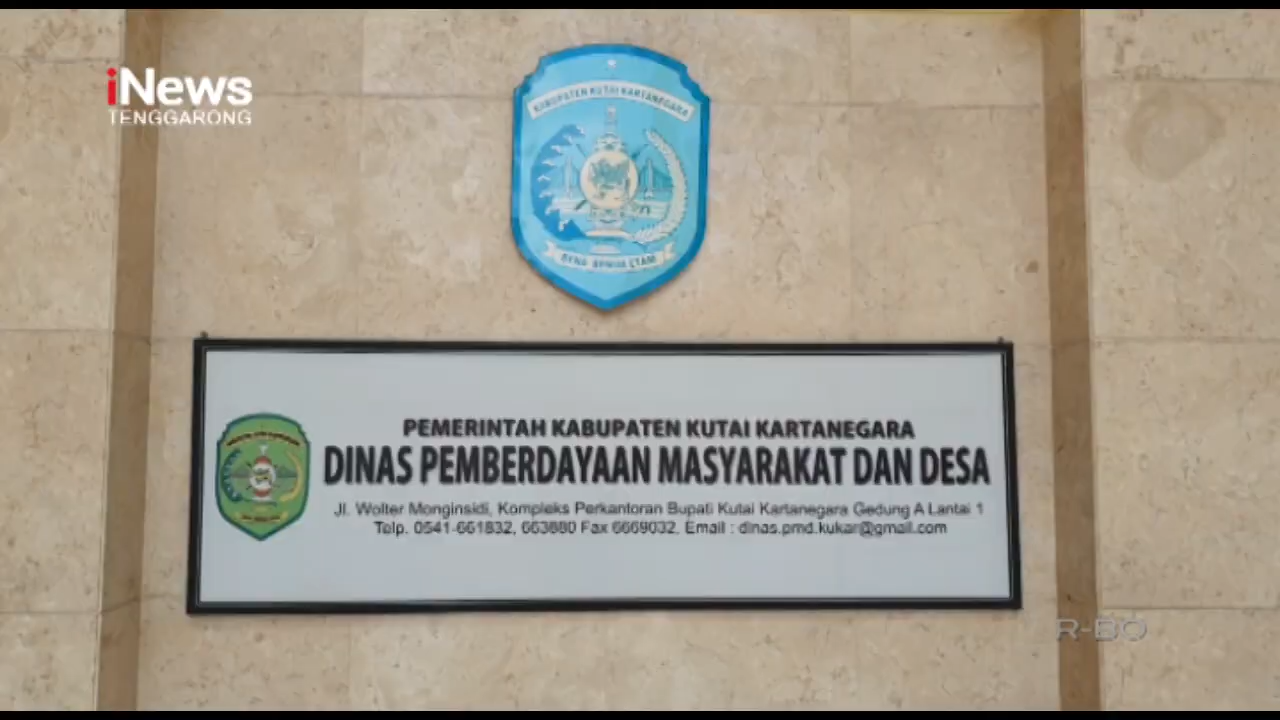 iNews
TENGGARONG
KABUPATEN KUTAI KARTANEGARA
PEMERINTAH KABUPATEN KUTAI KARTANEGARA
DINAS PEMBERDAYAAN MASYARAKAT DAN DESA
Jl. Wolter Monginsidi, Kompleks Perkantoran Bupati Kutai Kartanegara Gedung A Lantai 1
Telp. 0541-661832, 663880 Fax 6669032, Email : dinas.pmd.kukar@gmail.com
R-BO